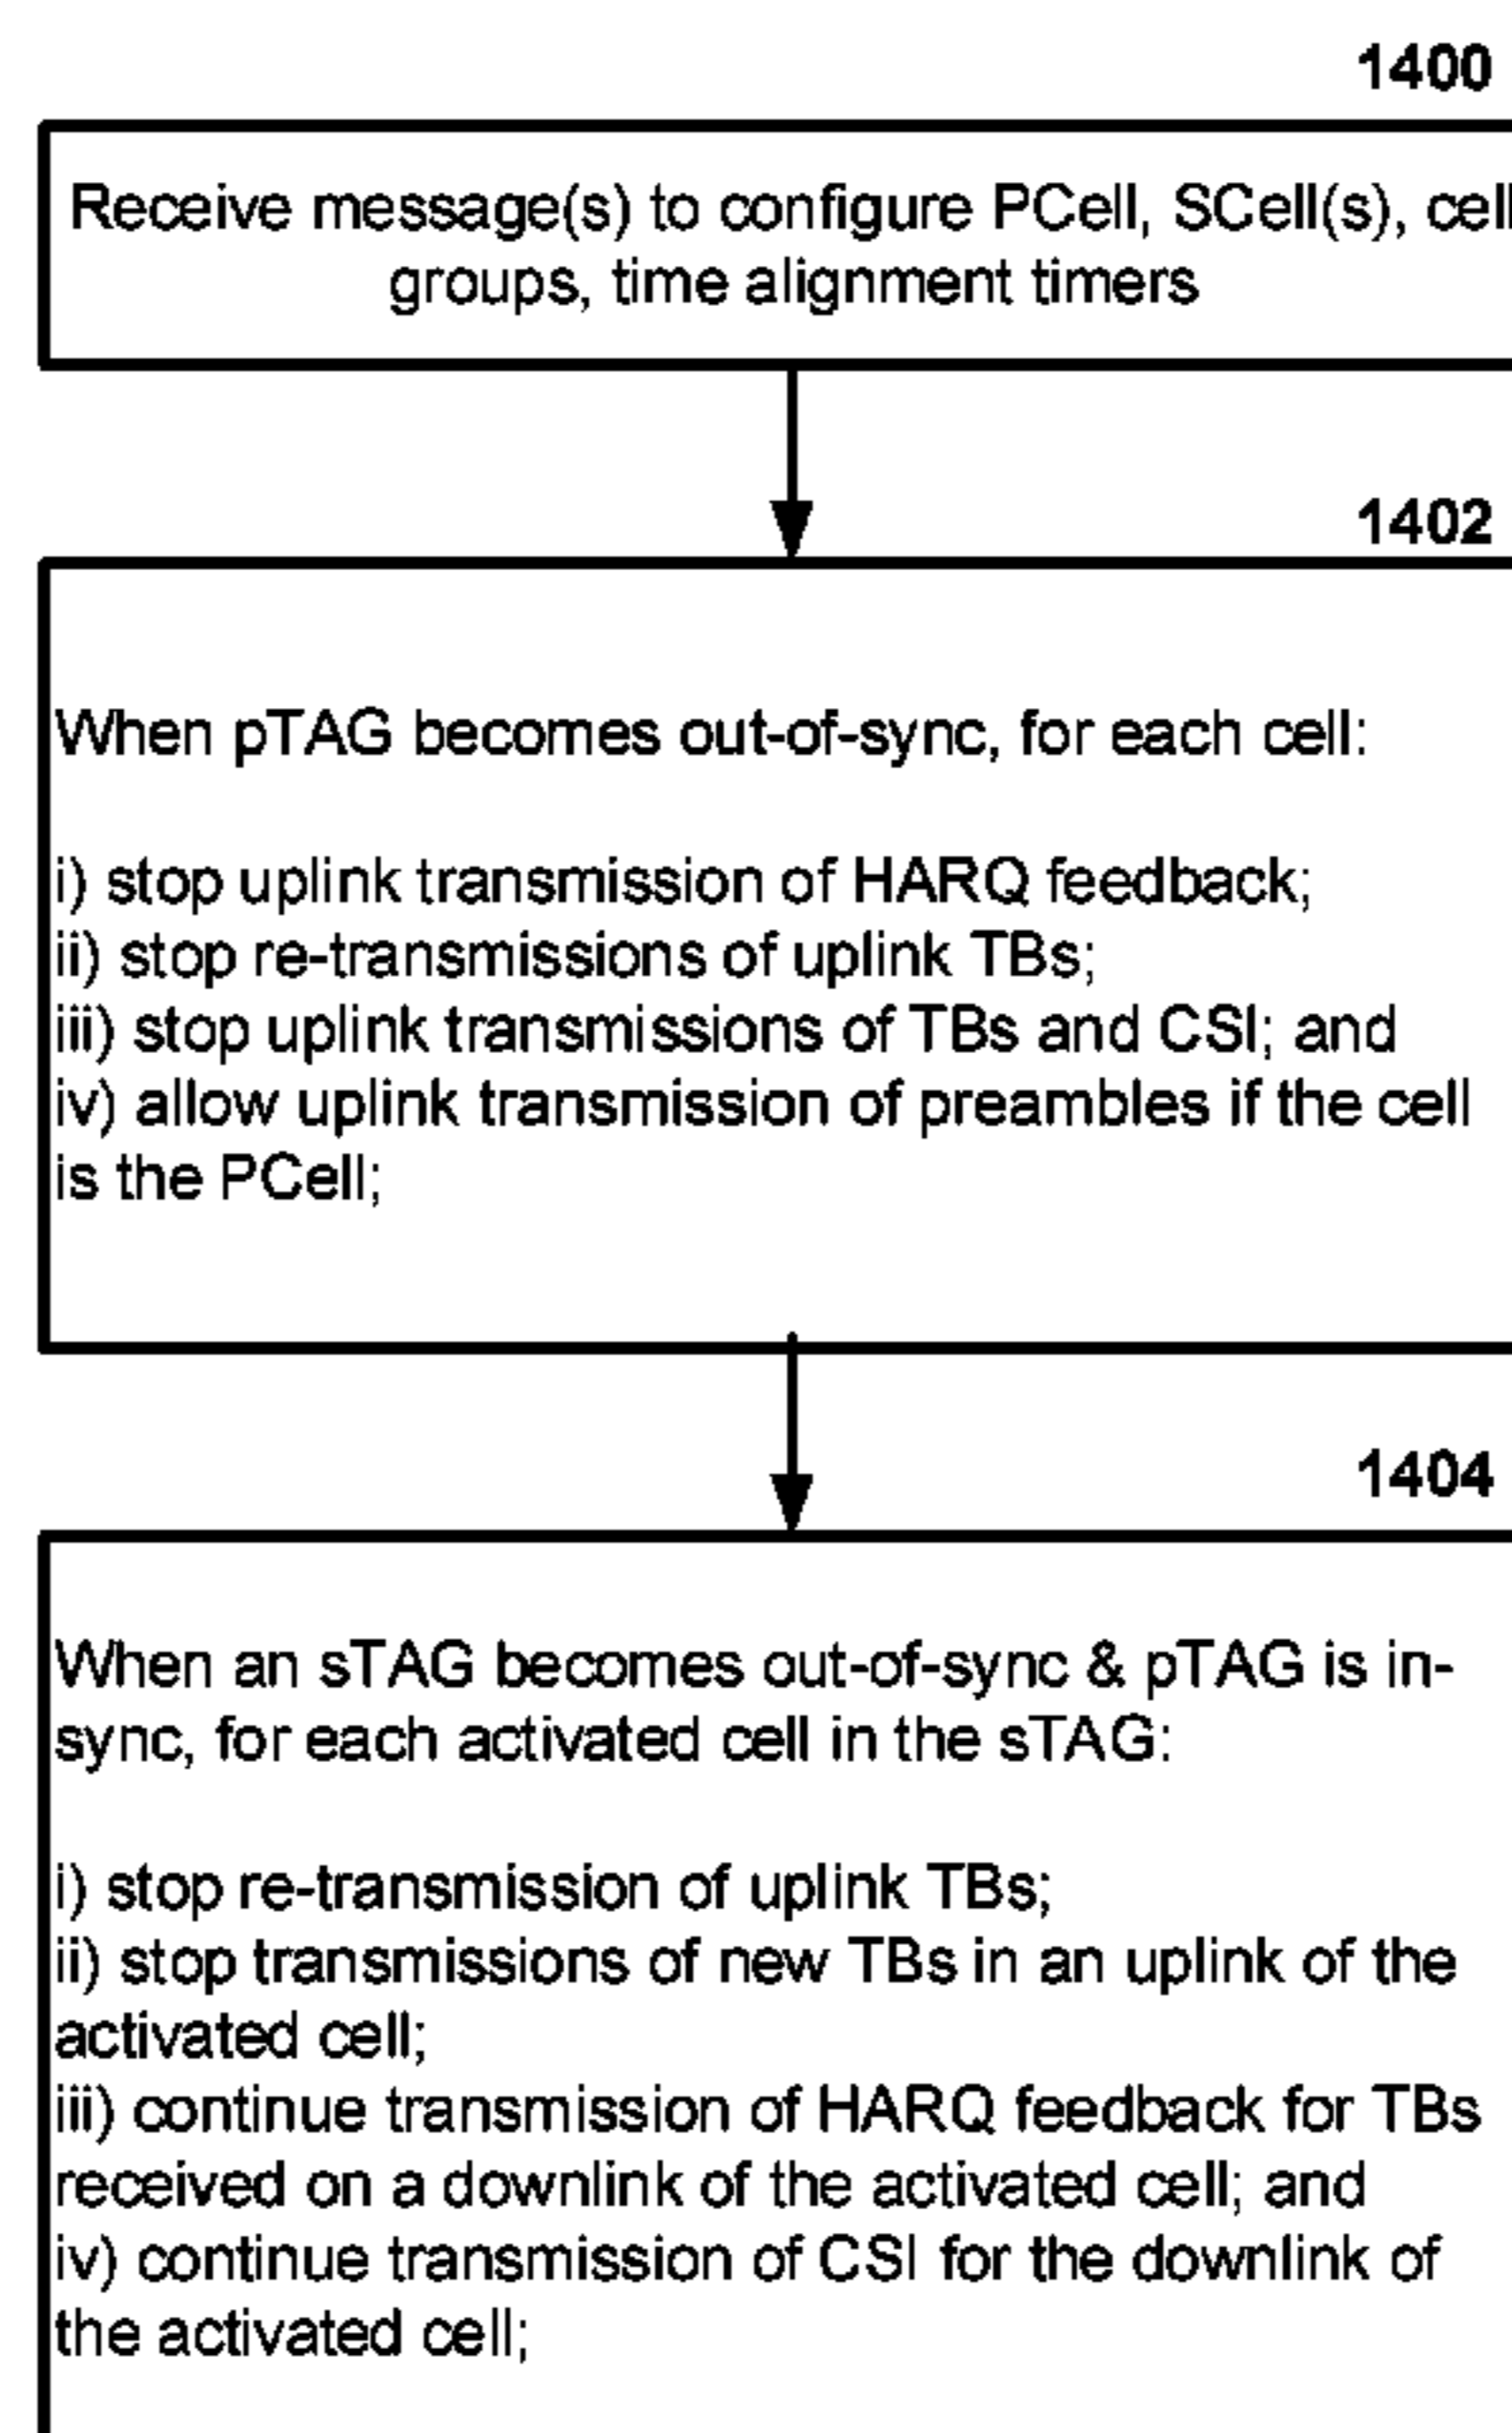 1400
Receive message(s) to configure PCell, SCell(s), cell
groups, time alignment timers
1402
When pTAG becomes out-of-sync, for each cell:
i) stop uplink transmission of HARQ feedback;
ii) stop re-transmissions of uplink TBs;
iii) stop uplink transmissions of TBs and CSI; and
iv) allow uplink transmission of preambles if the cell
is the PCell;
1404
When an sTAG becomes out-of-sync & pTAG is in-
sync, for each activated cell in the sTAG:
i) stop re-transmission of uplink TBs;
ii) stop transmissions of new TBs in an uplink of the
activated cell;
iii) continue transmission of HARQ feedback for TBs
received on a downlink of the activated cell; and
iv) continue transmission of CSI for the downlink of
the activated cell;